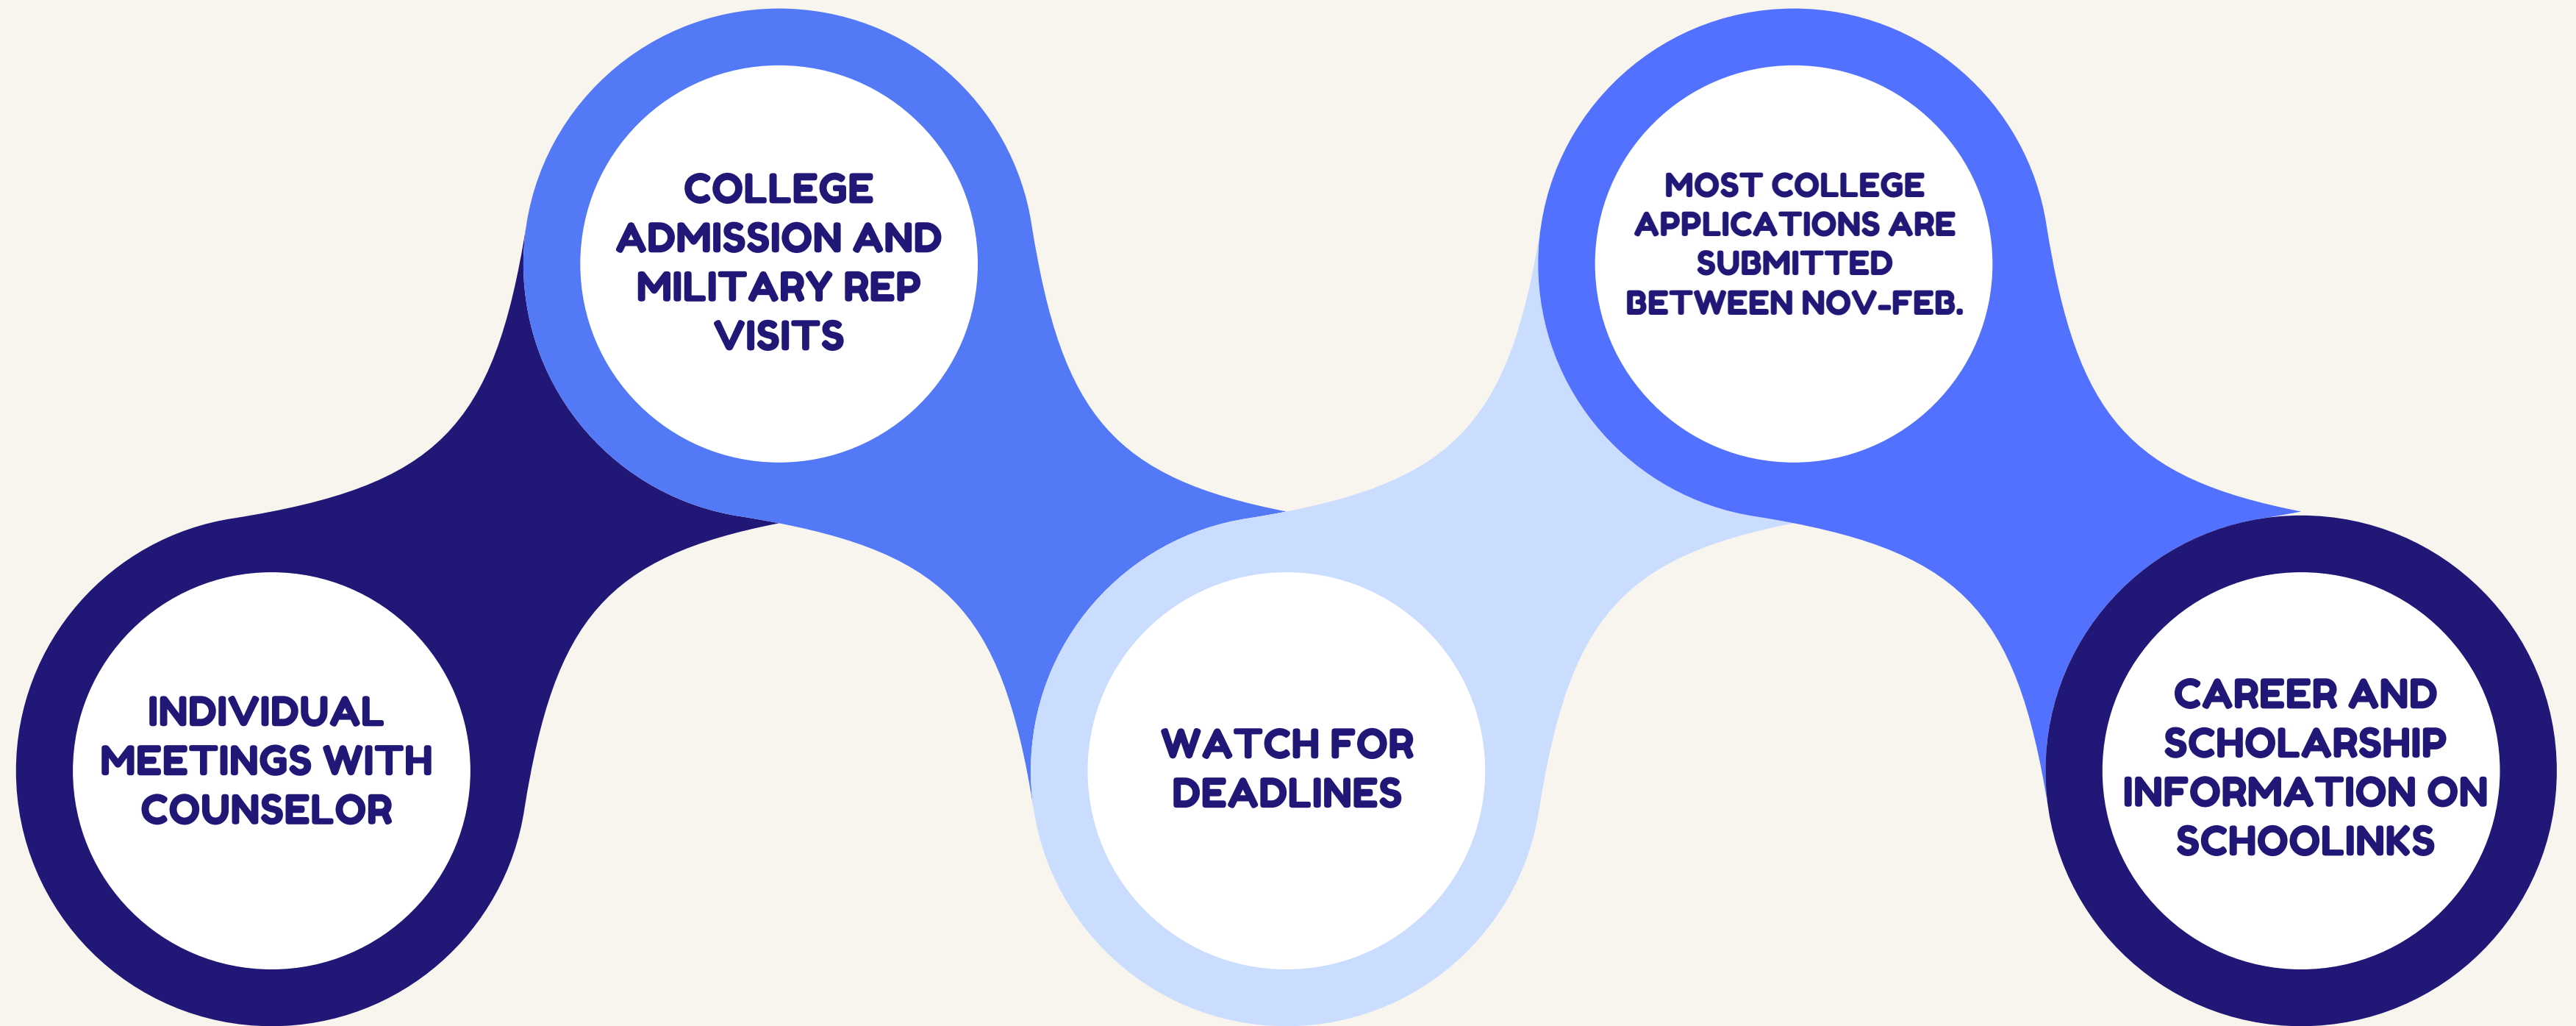 INDIVIDUAL
MEETINGS WITH
COUNSELOR
COLLEGE
ADMISSION AND
MILITARY REP
VISITS
WATCH FOR
DEADLINES
MOST COLLEGE
APPLICATIONS ARE
SUBMITTED
BETWEEN NOV-FEB.
CAREER AND
SCHOLARSHIP
INFORMATION ON
SCHOOLINKS